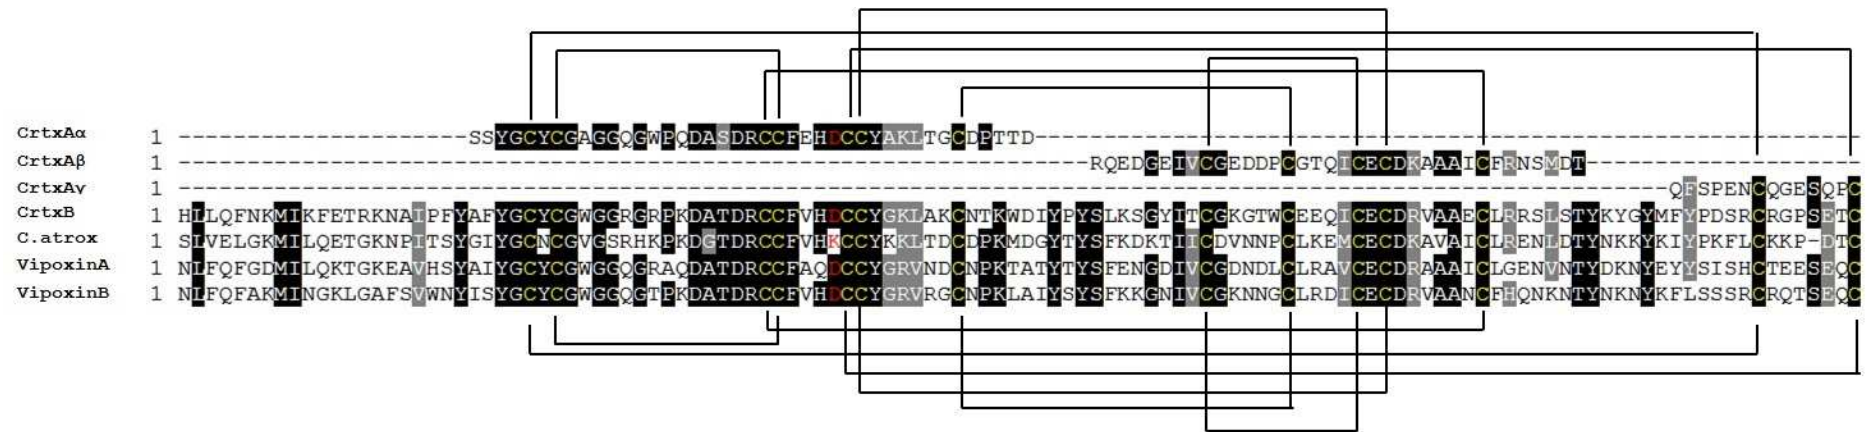 CrtxAα 1 ---------------------SSYGCYCGAGGQGWPQDASDRCCFEHDCCYAKLTGCDPTTD------------------------------------------------------------
CrtxAβ 1 ------------------------------------------------------------------RQEDGEIVCGEDDPCGTQICECDKAAAICFRNSMDT--------------------
CrtxAγ 1 ------------------------------------------------------------------------------------------------------------QFSPENCQGESQPC
CrtxB 1 HLLQFNKMIKFETRKNAIPFYAFYGCYCGWGGRGRPKDATDRCCFVHDCCYGKLAKCNTKWDIYPYSLKSGYITCGKGTWCEEQICECDRVAAECLRRSLSTYKYGYMFYPDSRCRGPSETC
C.atrox 1 SLVELGKMILQETGKNPITSYGIYGCNCGVGSRHKPKDGTDRCCFVHKCCYKKLTDCDPKMDGYTYSFKDKTIICDVNNPCLKEMCECDKAVAICLRENLDTYNKKYKIYPKFLCKKP-DTC
VipoxinA 1 NLFQFGDMILQKTGKEAVHSYAIYGCYCGWGGQGRAQDATDRCCFAQDCCYGRVNDCNPKTATYTYSFENGDIVCGDNDLCLRAVCECDRAAAICLGENVNTYDKNYEYYSISHCTEESEQC
VipoxinB 1 NLFQFAKMINGKLGAFSVWNYISYGCYCGWGGQGTPKDATDRCCFVHDCCYGRVRGCNPKLAIYSYSFKKGNIVCGKNNGCLRDICECDRVAANCFHQNKNTYNKNYKFLSSSRCRQTSEQC